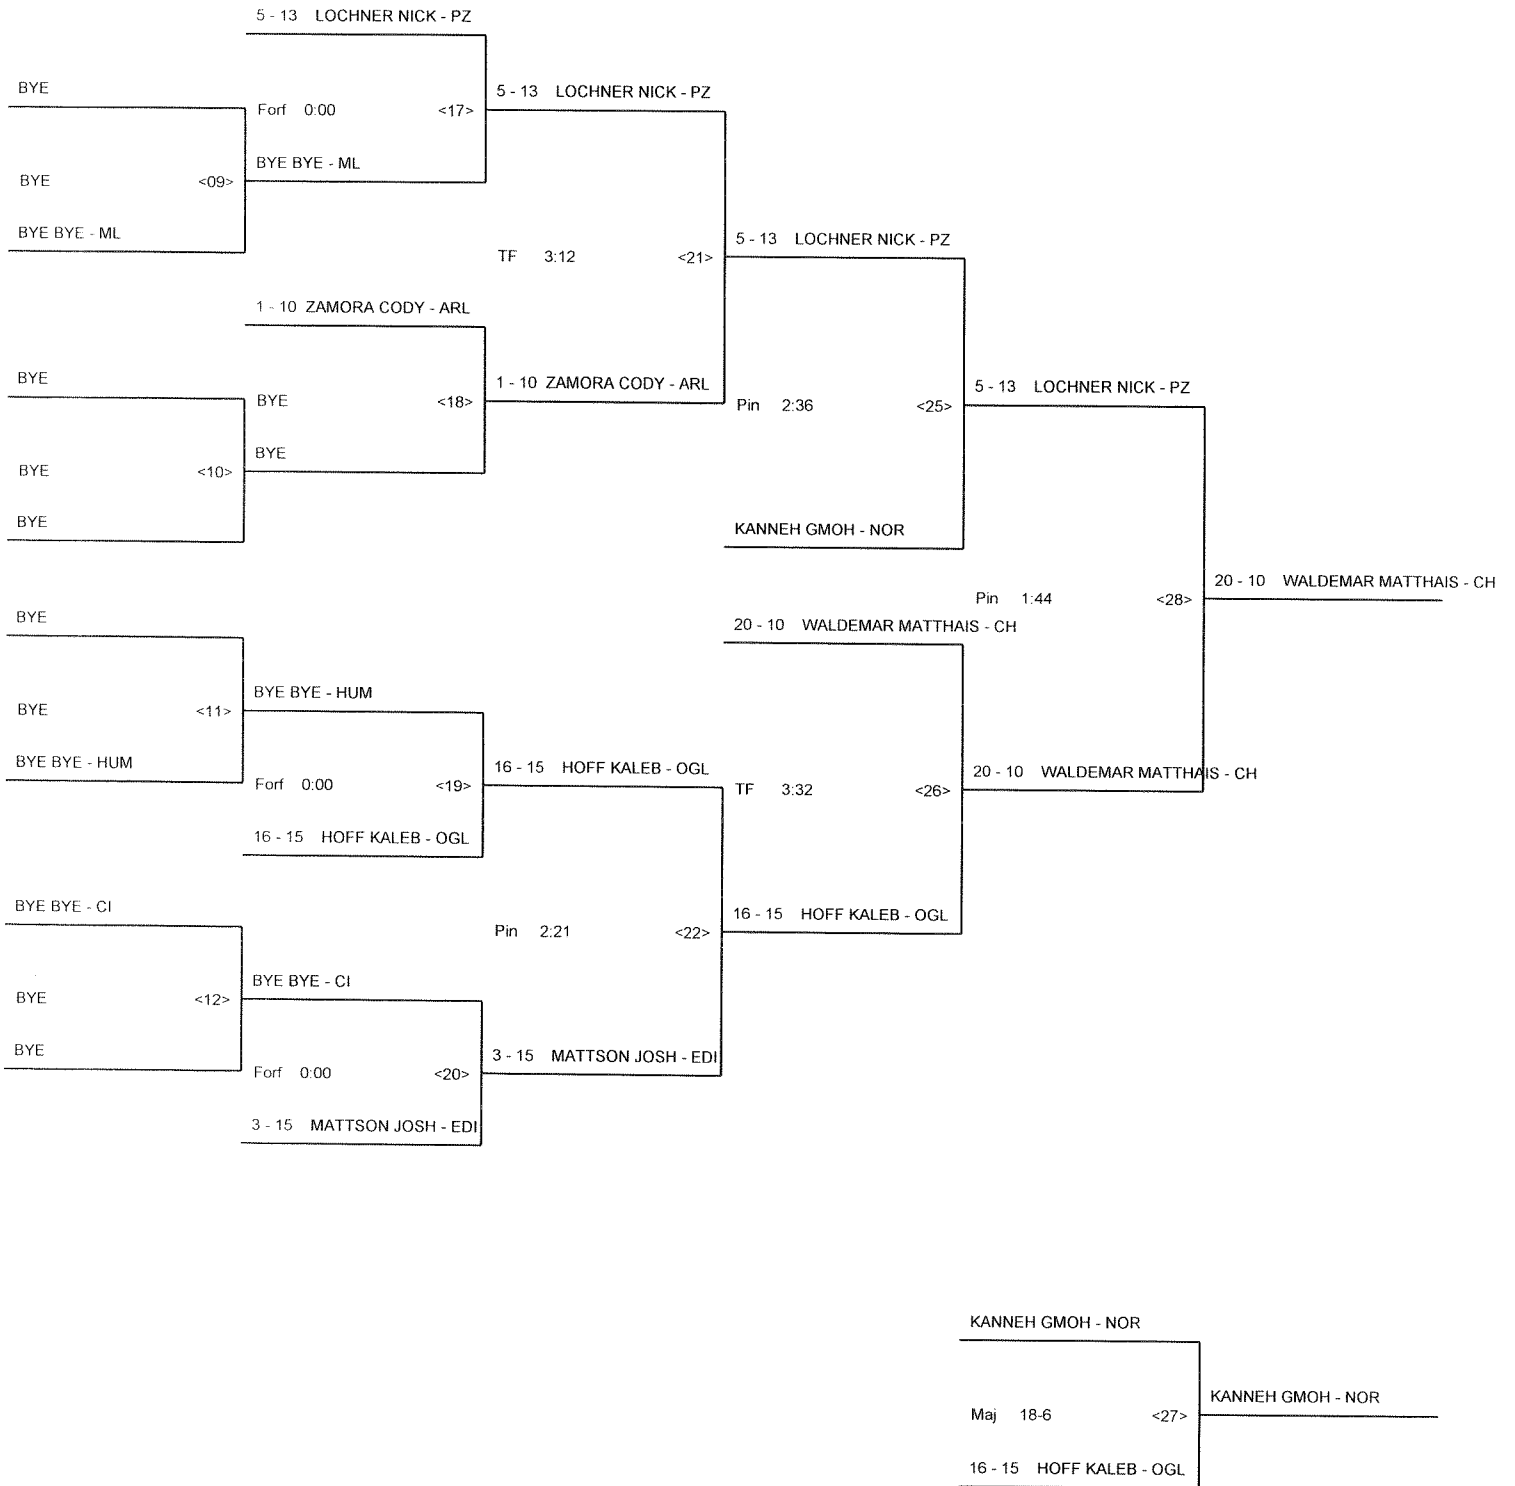 5 - 13 LOCHNER NICK - PZ
BYE
5 - 13 LOCHNER NICK - PZ
Forf 0:00 <17>
BYE BYE - ML
BYE <09>
BYE BYE - ML
5 - 13 LOCHNER NICK - PZ
TF 3:12 <21>
1 - 10 ZAMORA CODY - ARL
BYE
1 - 10 ZAMORA CODY - ARL
5 - 13 LOCHNER NICK - PZ
BYE <18>
Pin 2:36 <25>
BYE
BYE <10>
BYE
KANNEH GMOH - NOR
20 - 10 WALDEMAR MATTHAIS - CH
Pin 1:44 <28>
BYE
20 - 10 WALDEMAR MATTHAIS - CH
BYE BYE - HUM
BYE <11>
BYE BYE - HUM
16 - 15 HOFF KALEB - OGL
20 - 10 WALDEMAR MATTHAIS - CH
Forf 0:00 <19>
TF 3:32 <26>
16 - 15 HOFF KALEB - OGL
BYE BYE - CI
16 - 15 HOFF KALEB - OGL
Pin 2:21 <22>
BYE BYE - CI
BYE <12>
BYE
3 - 15 MATTSON JOSH - EDI
Forf 0:00 <20>
3 - 15 MATTSON JOSH - EDI
KANNEH GMOH - NOR
KANNEH GMOH - NOR
Maj 18-6 <27>
16 - 15 HOFF KALEB - OGL